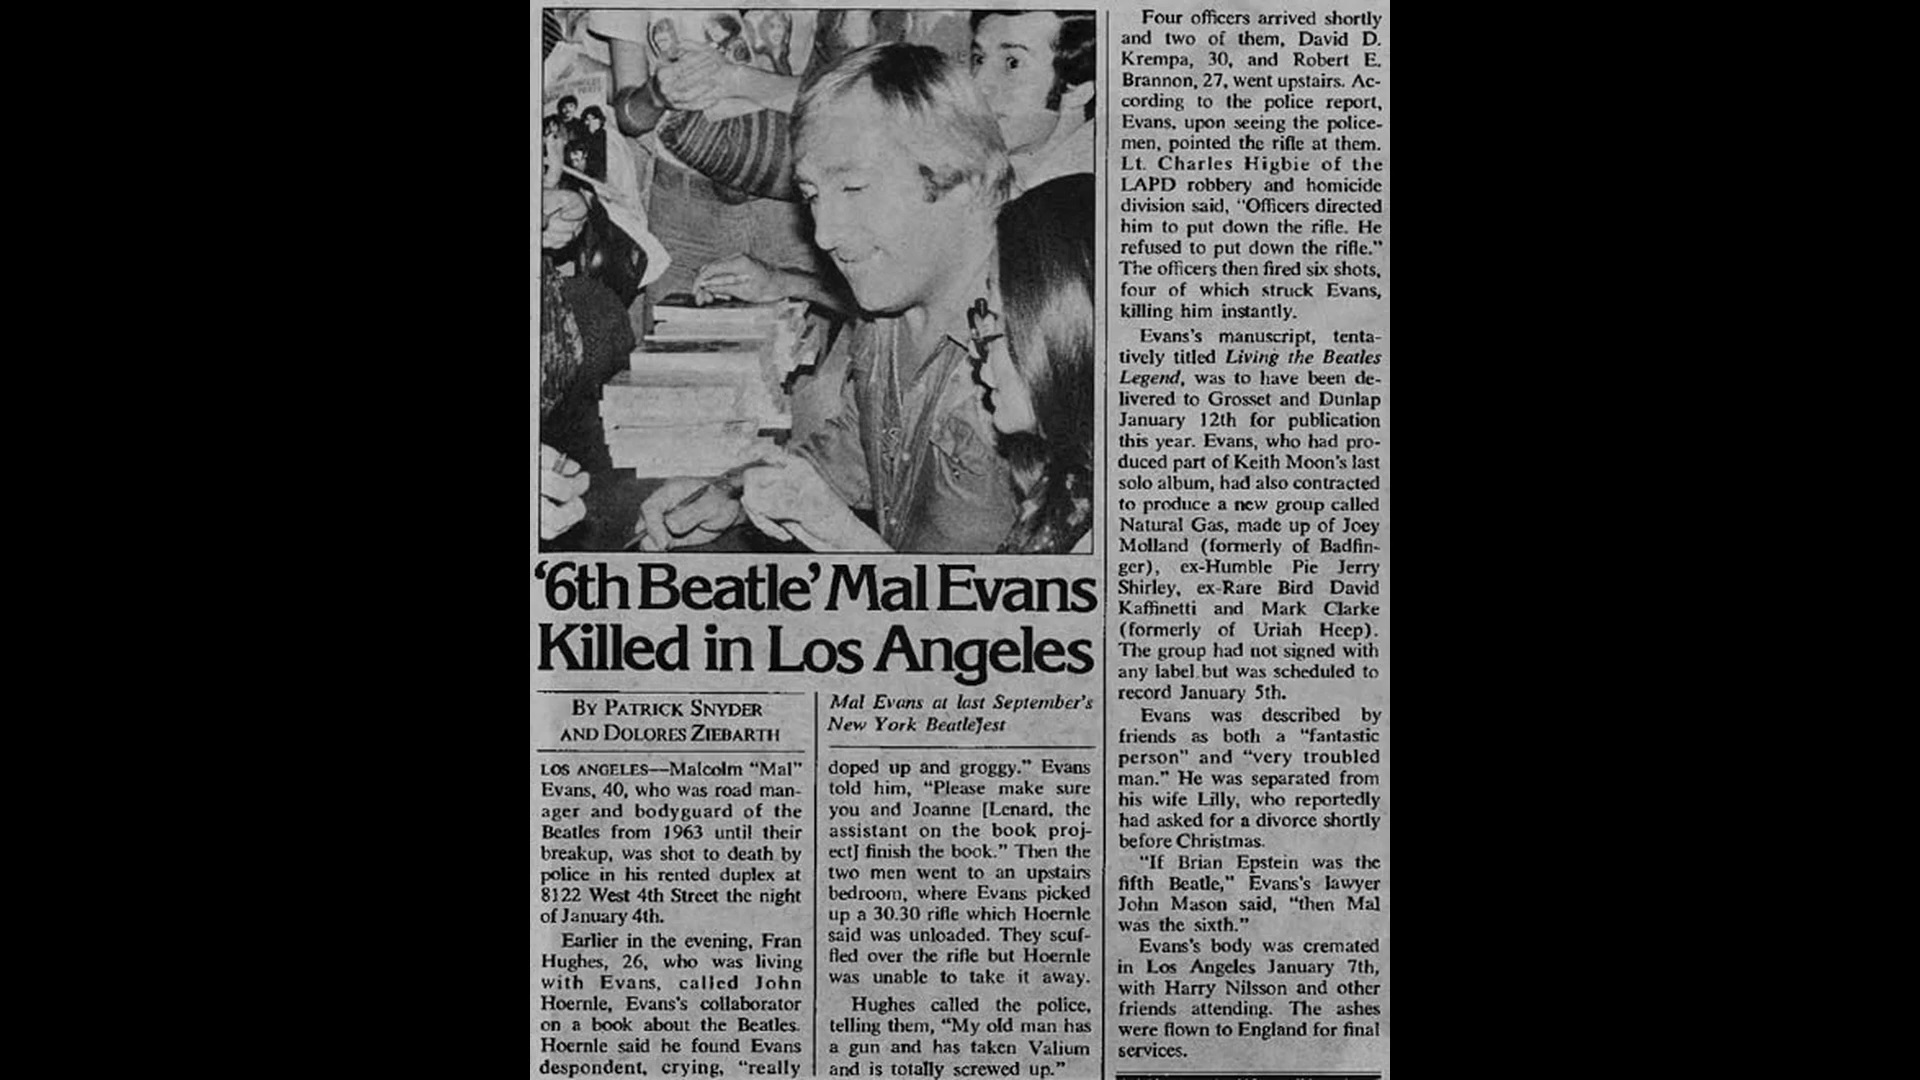 ‘6th Beatle’ Mal Evans
Killed in Los Angeles
BY PATRICK SNYDER
AND DOLORES ZIEBARTH
Mal Evans at last September's
New York Beatlefest
LOS ANGELES—Malcolm “Mal”
Evans, 40, who was road man-
ager and bodyguard of the
Beatles from 1963 until their
breakup, was shot to death by
police in his rented duplex at
8122 West 4th Street the night
of January 4th.
Earlier in the evening, Fran
Hughes, 26, who was living
with Evans, called John
Hoernle, Evans's collaborator
on a book about the Beatles.
Hoernle said he found Evans
despondent, crying, “really
doped up and groggy.” Evans
told him, “Please make sure
you and Joanne [Lenard, the
assistant on the book proj-
ect] finish the book.” Then the
two men went to an upstairs
bedroom, where Evans picked
up a 30.30 rifle which Hoernle
said was unloaded. They scuf-
fled over the rifle but Hoernle
was unable to take it away.
Hughes called the police,
telling them, “My old man has
a gun and has taken Valium
and is totally screwed up.”
Four officers arrived shortly
and two of them, David D.
Krempa, 30, and Robert E.
Brannon, 27, went upstairs. Ac-
cording to the police report,
Evans, upon seeing the police-
men, pointed the rifle at them.
Lt. Charles Higbie of the
LAPD robbery and homicide
division said, “Officers directed
him to put down the rifle. He
refused to put down the rifle.”
The officers then fired six shots,
four of which struck Evans,
killing him instantly.
Evans's manuscript, tenta-
tively titled Living the Beatles
Legend, was to have been de-
livered to Grosset and Dunlap
January 12th for publication
this year. Evans, who had pro-
duced part of Keith Moon's last
solo album, had also contracted
to produce a new group called
Natural Gas, made up of Joey
Molland (formerly of Badfin-
ger), ex-Humble Pie Jerry
Shirley, ex-Rare Bird David
Kaffinetti and Mark Clarke
(formerly of Uriah Heep).
The group had not signed with
any label but was scheduled to
record January 5th.
Evans was described by
friends as both a “fantastic
person” and “very troubled
man.” He was separated from
his wife Lilly, who reportedly
had asked for a divorce shortly
before Christmas.
“If Brian Epstein was the
fifth Beatle,” Evans's lawyer
John Mason said, “then Mal
was the sixth.”
Evans's body was cremated
in Los Angeles January 7th,
with Harry Nilsson and other
friends attending. The ashes
were flown to England for final
services.